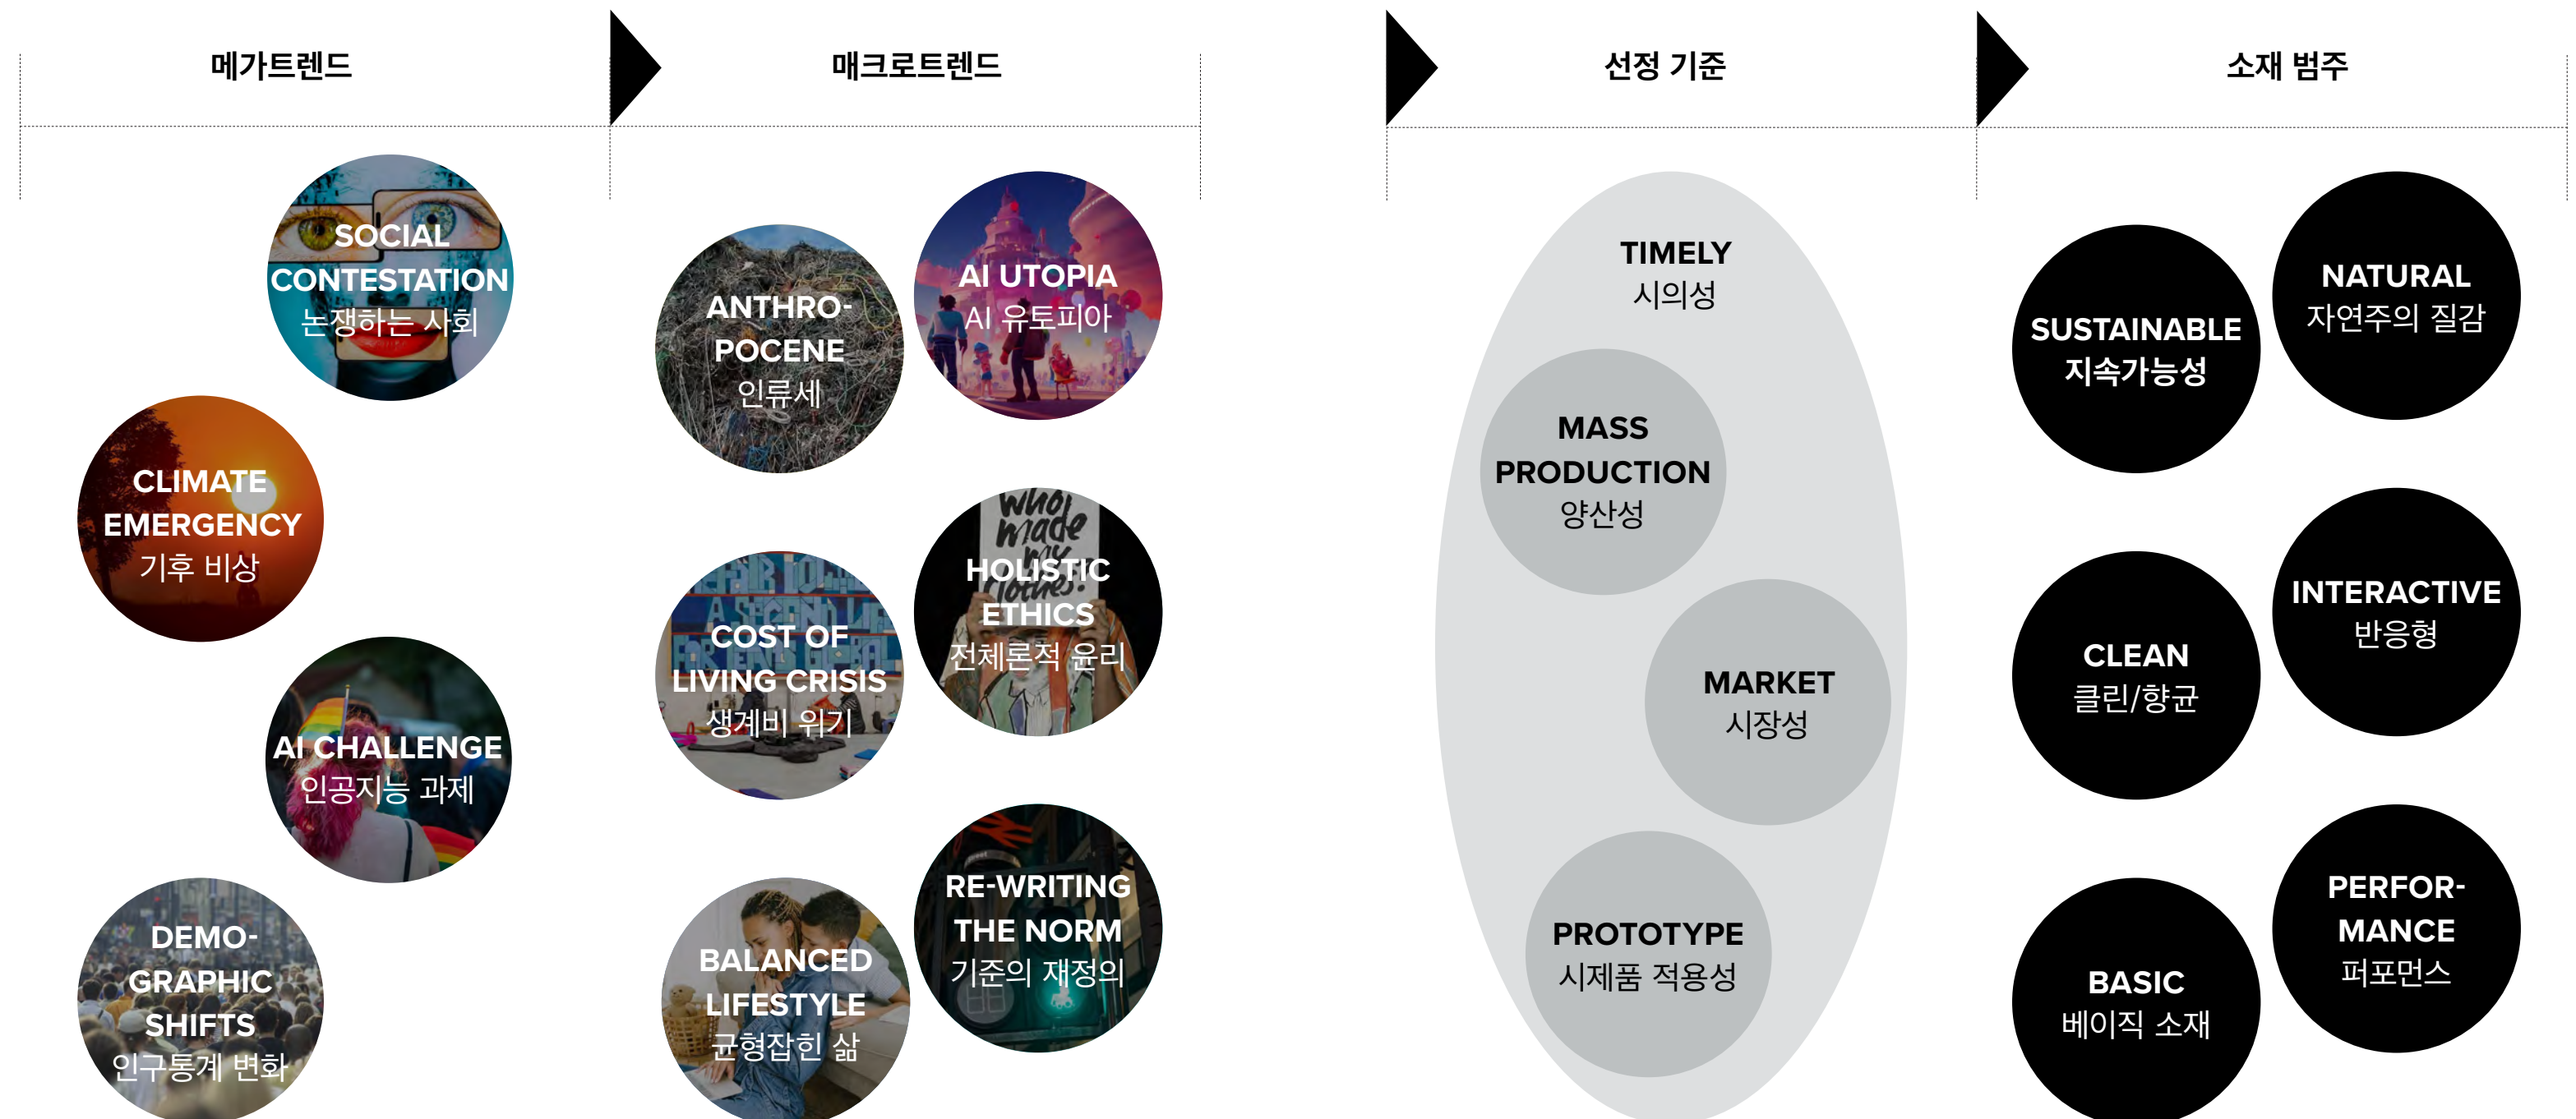 메가트렌드
매크로트렌드
선정 기준
소재 범주
SOCIAL
CONTESTATION
논쟁하는 사회
CLIMATE
EMERGENCY
기후 비상
AI CHALLENGE
인공지능 과제
DEMO-
GRAPHIC
SHIFTS
인구통계 변화
ANTHRO-
POCENE
인류세
AI UTOPIA
AI 유토피아
who
made
my
clothes?
HOLISTIC
ETHICS
전체론적 윤리
A SECOND LIFE
COST OF
LIVING CRISIS
생계비 위기
RE-WRITING
THE NORM
기준의 재정의
BALANCED
LIFESTYLE
균형잡힌 삶
TIMELY
시의성
MASS
PRODUCTION
양산성
MARKET
시장성
PROTOTYPE
시제품 적용성
NATURAL
자연주의 질감
SUSTAINABLE
지속가능성
INTERACTIVE
반응형
CLEAN
클린/향균
PERFOR-
MANCE
퍼포먼스
BASIC
베이직 소재